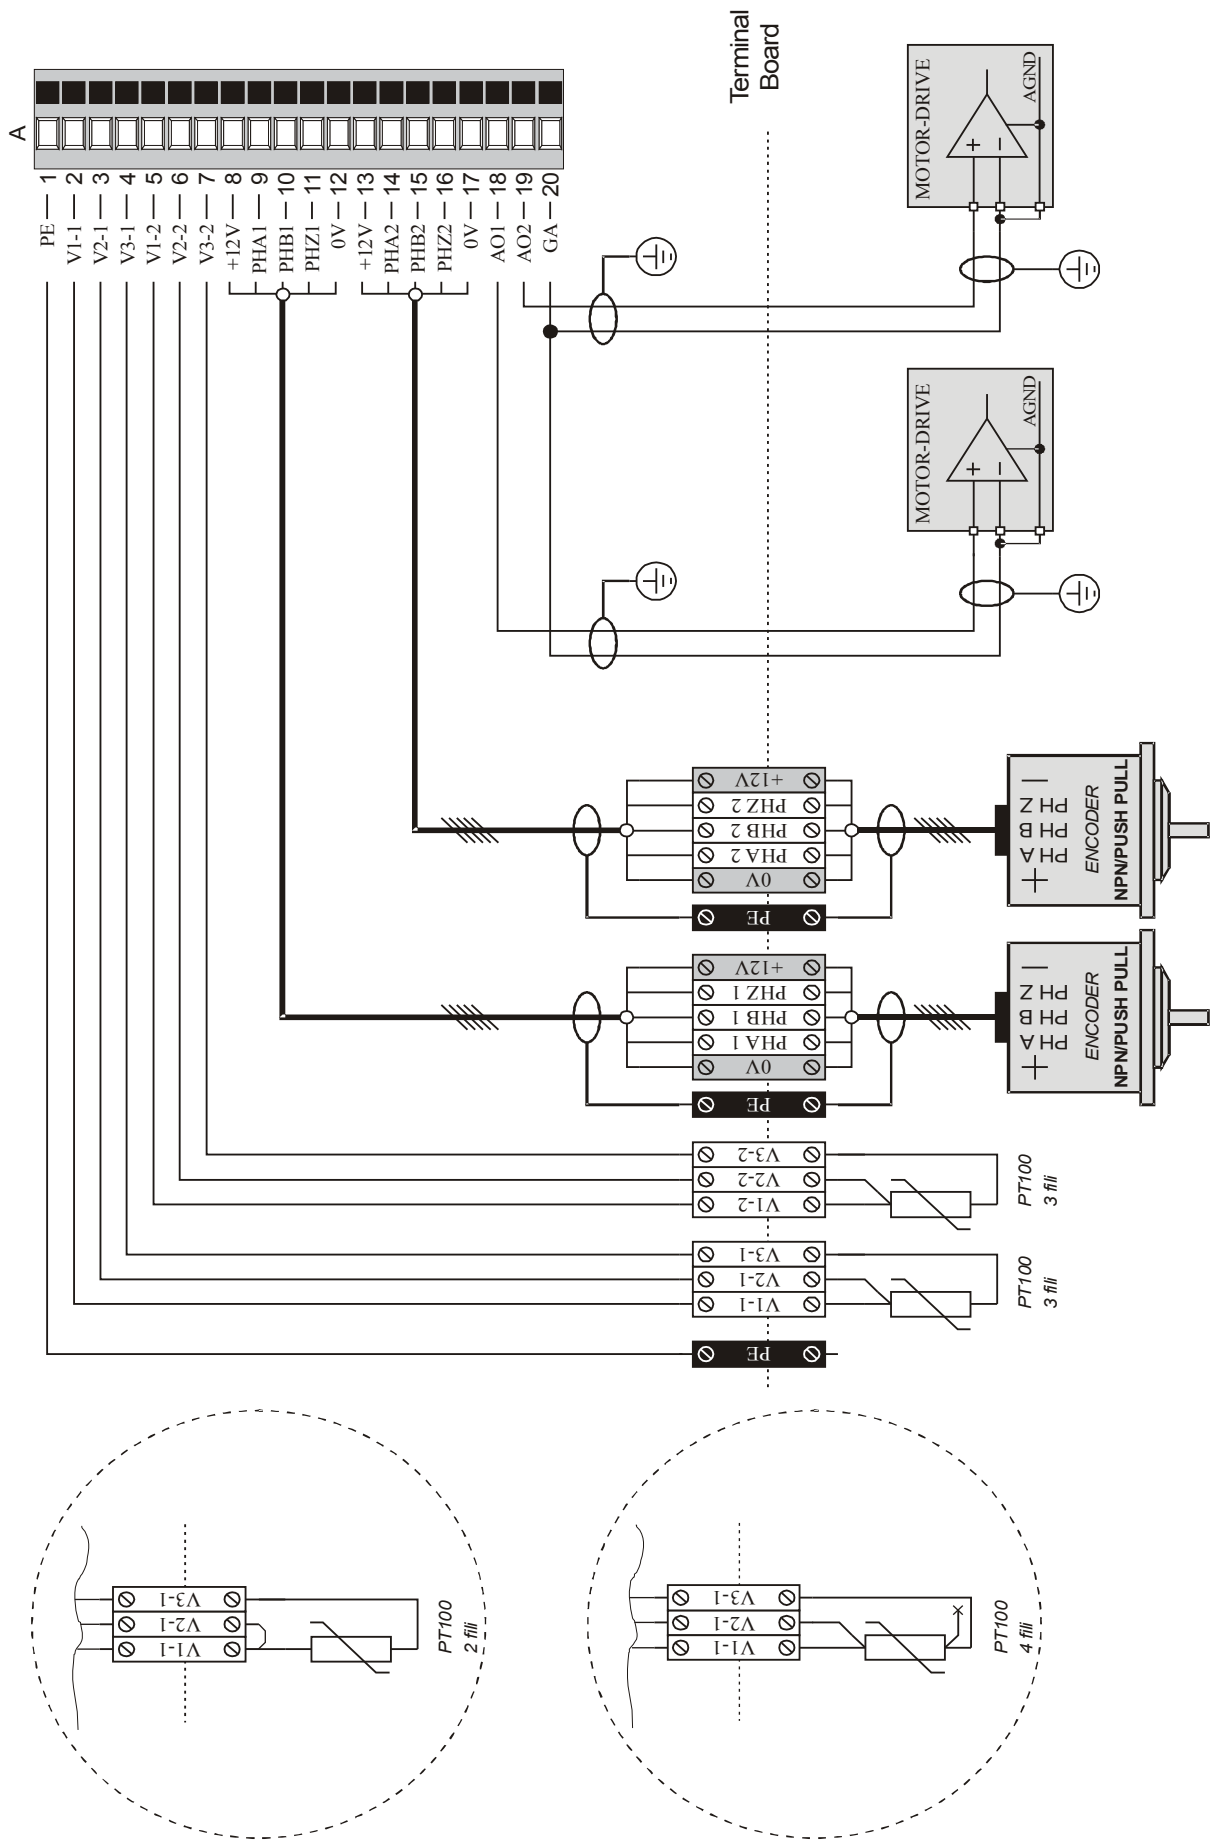 A
PE 1
V1-1 2
V2-1 3
V3-1 4
V1-2 5
V2-2 6
V3-2 7
+12V 8
PHA1 9
PHB1 10
PHZ1 11
0V 12
+12V 13
PHA2 14
PHB2 15
PHZ2 16
0V 17
AO1 18
AO2 19
GA 20
Terminal
Board
MOTOR-DRIVE
+
−
AGND
MOTOR-DRIVE
+
−
AGND
+12V
PHZ 2
PHB 2
PHA 2
0V
PE
+12V
PHZ 1
PHB 1
PHA 1
0V
PE
V3-2
V2-2
V1-2
V3-1
V2-1
V1-1
PE
+
PH A
PH B
PH Z
−
ENCODER
NPN/PUSH PULL
+
PH A
PH B
PH Z
−
ENCODER
NPN/PUSH PULL
PT100
3 fili
PT100
3 fili
V3-1
V2-1
V1-1
PT100
2 fili
V3-1
V2-1
V1-1
PT100
4 fili